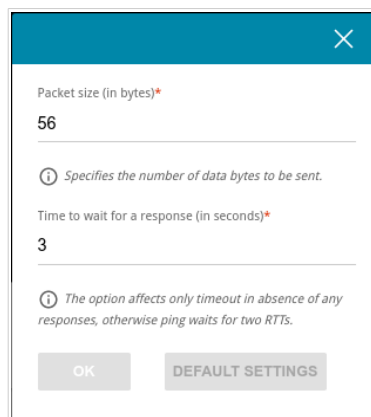 Packet size (in bytes)*
56
Specifies the number of data bytes to be sent.
Time to wait for a response (in seconds)*
3
The option affects only timeout in absence of any
responses, otherwise ping waits for two RTTs.
OK
DEFAULT SETTINGS